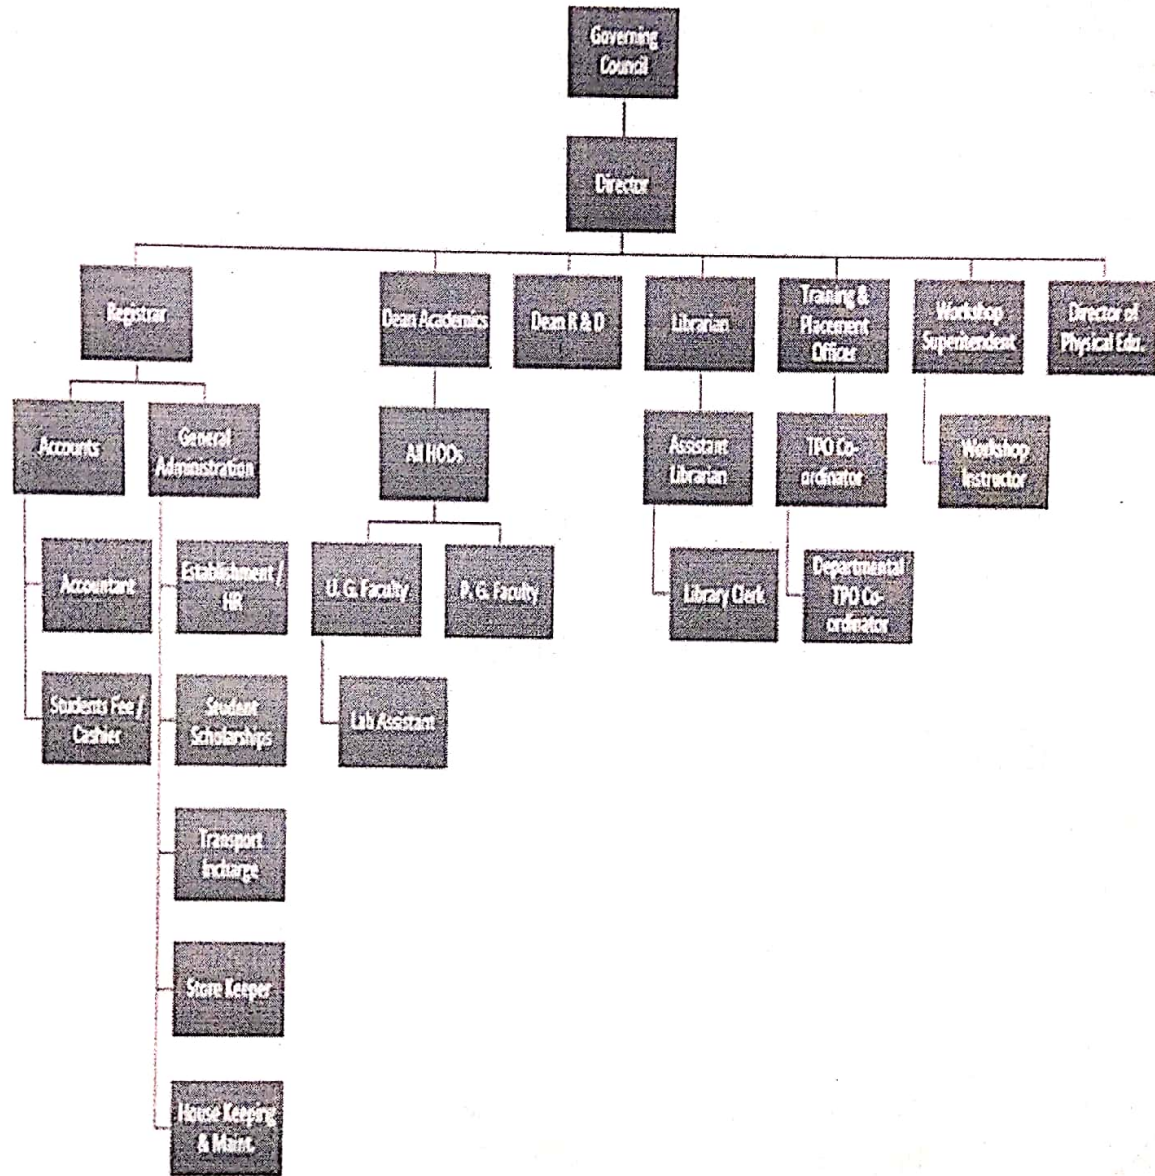 Governing
Council
Director
Registrar
Dean Academics
Dean R & D
Librarian
Training &
Placement
Officer
Workshop
Superitendent
Director of
Physical Edu.
Accounts
General
Administration
All HODs
Assistant
Librarian
TPO Co-
ordinator
Workshop
Instructor
Accountant
Establishment /
HR
U. G. Faculty
P. G. Faculty
Library Clerk
Departmental
TPO Co-
ordinator
Students Fee /
Cashier
Student
Scholarships
Lab Assistant
Transport
Incharge
Store Keeper
House Keeping
& Maint.